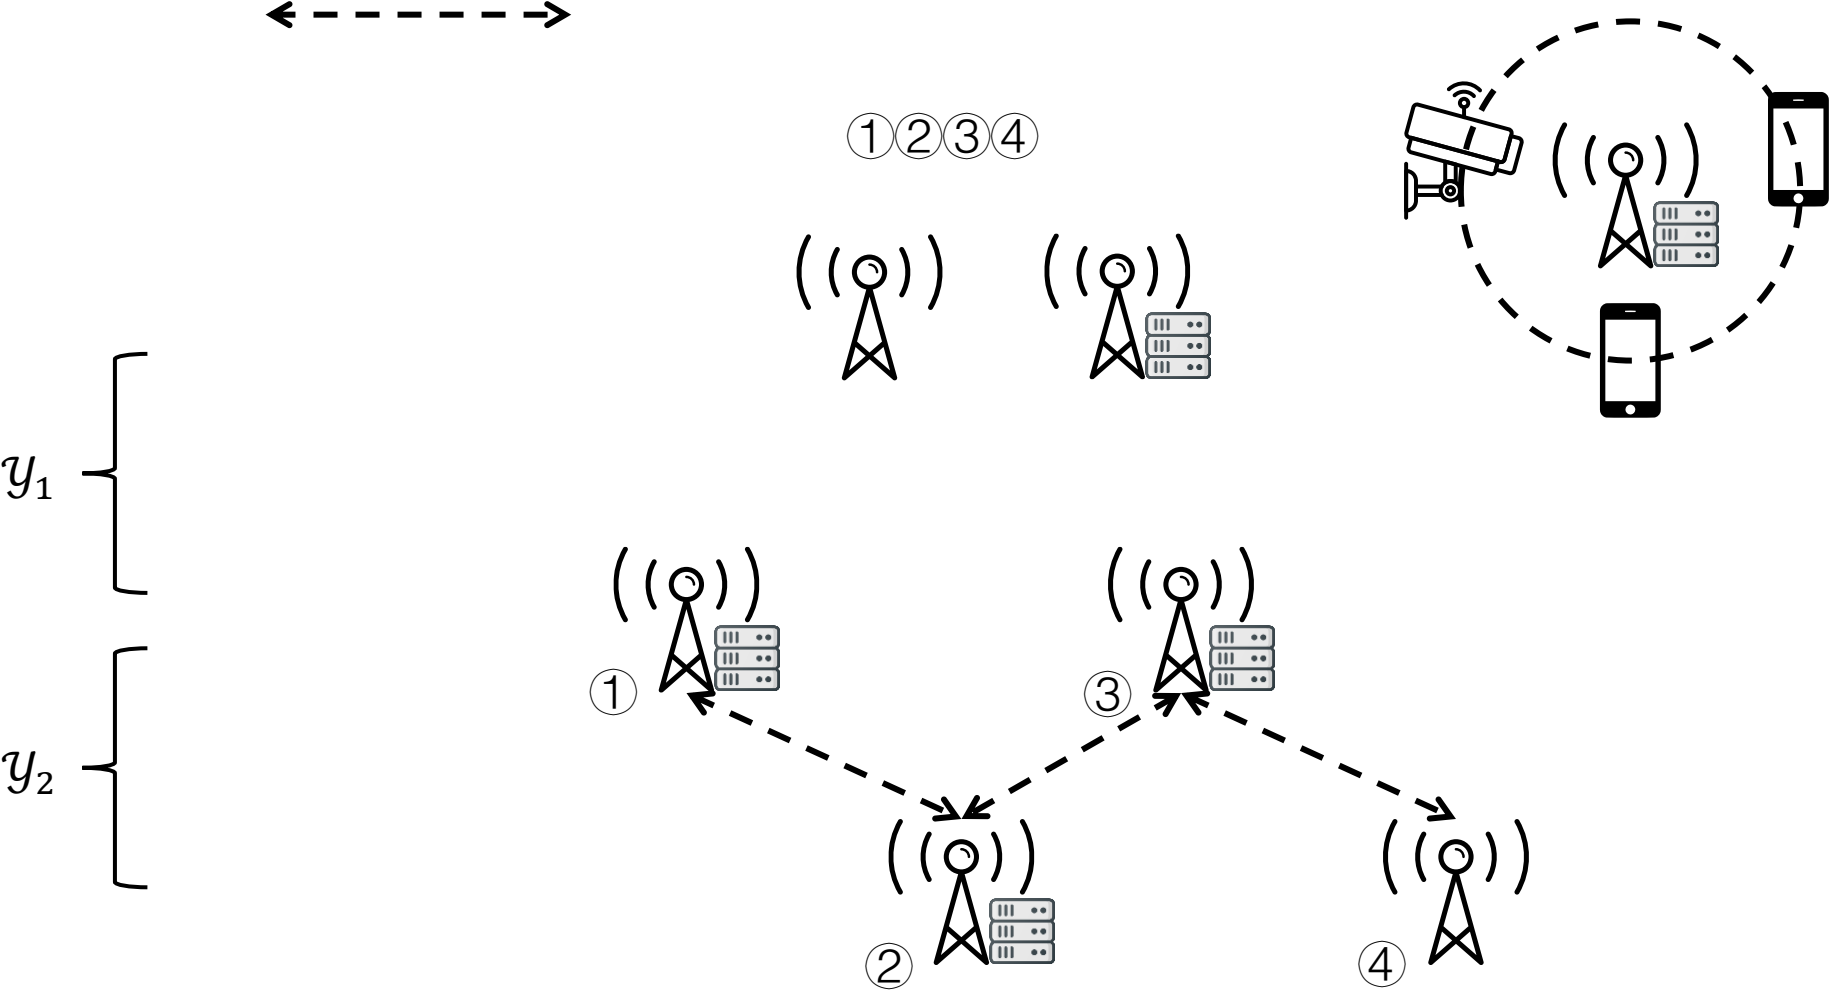 ①②③④
𝒴1
① ③
𝒴2
② ④